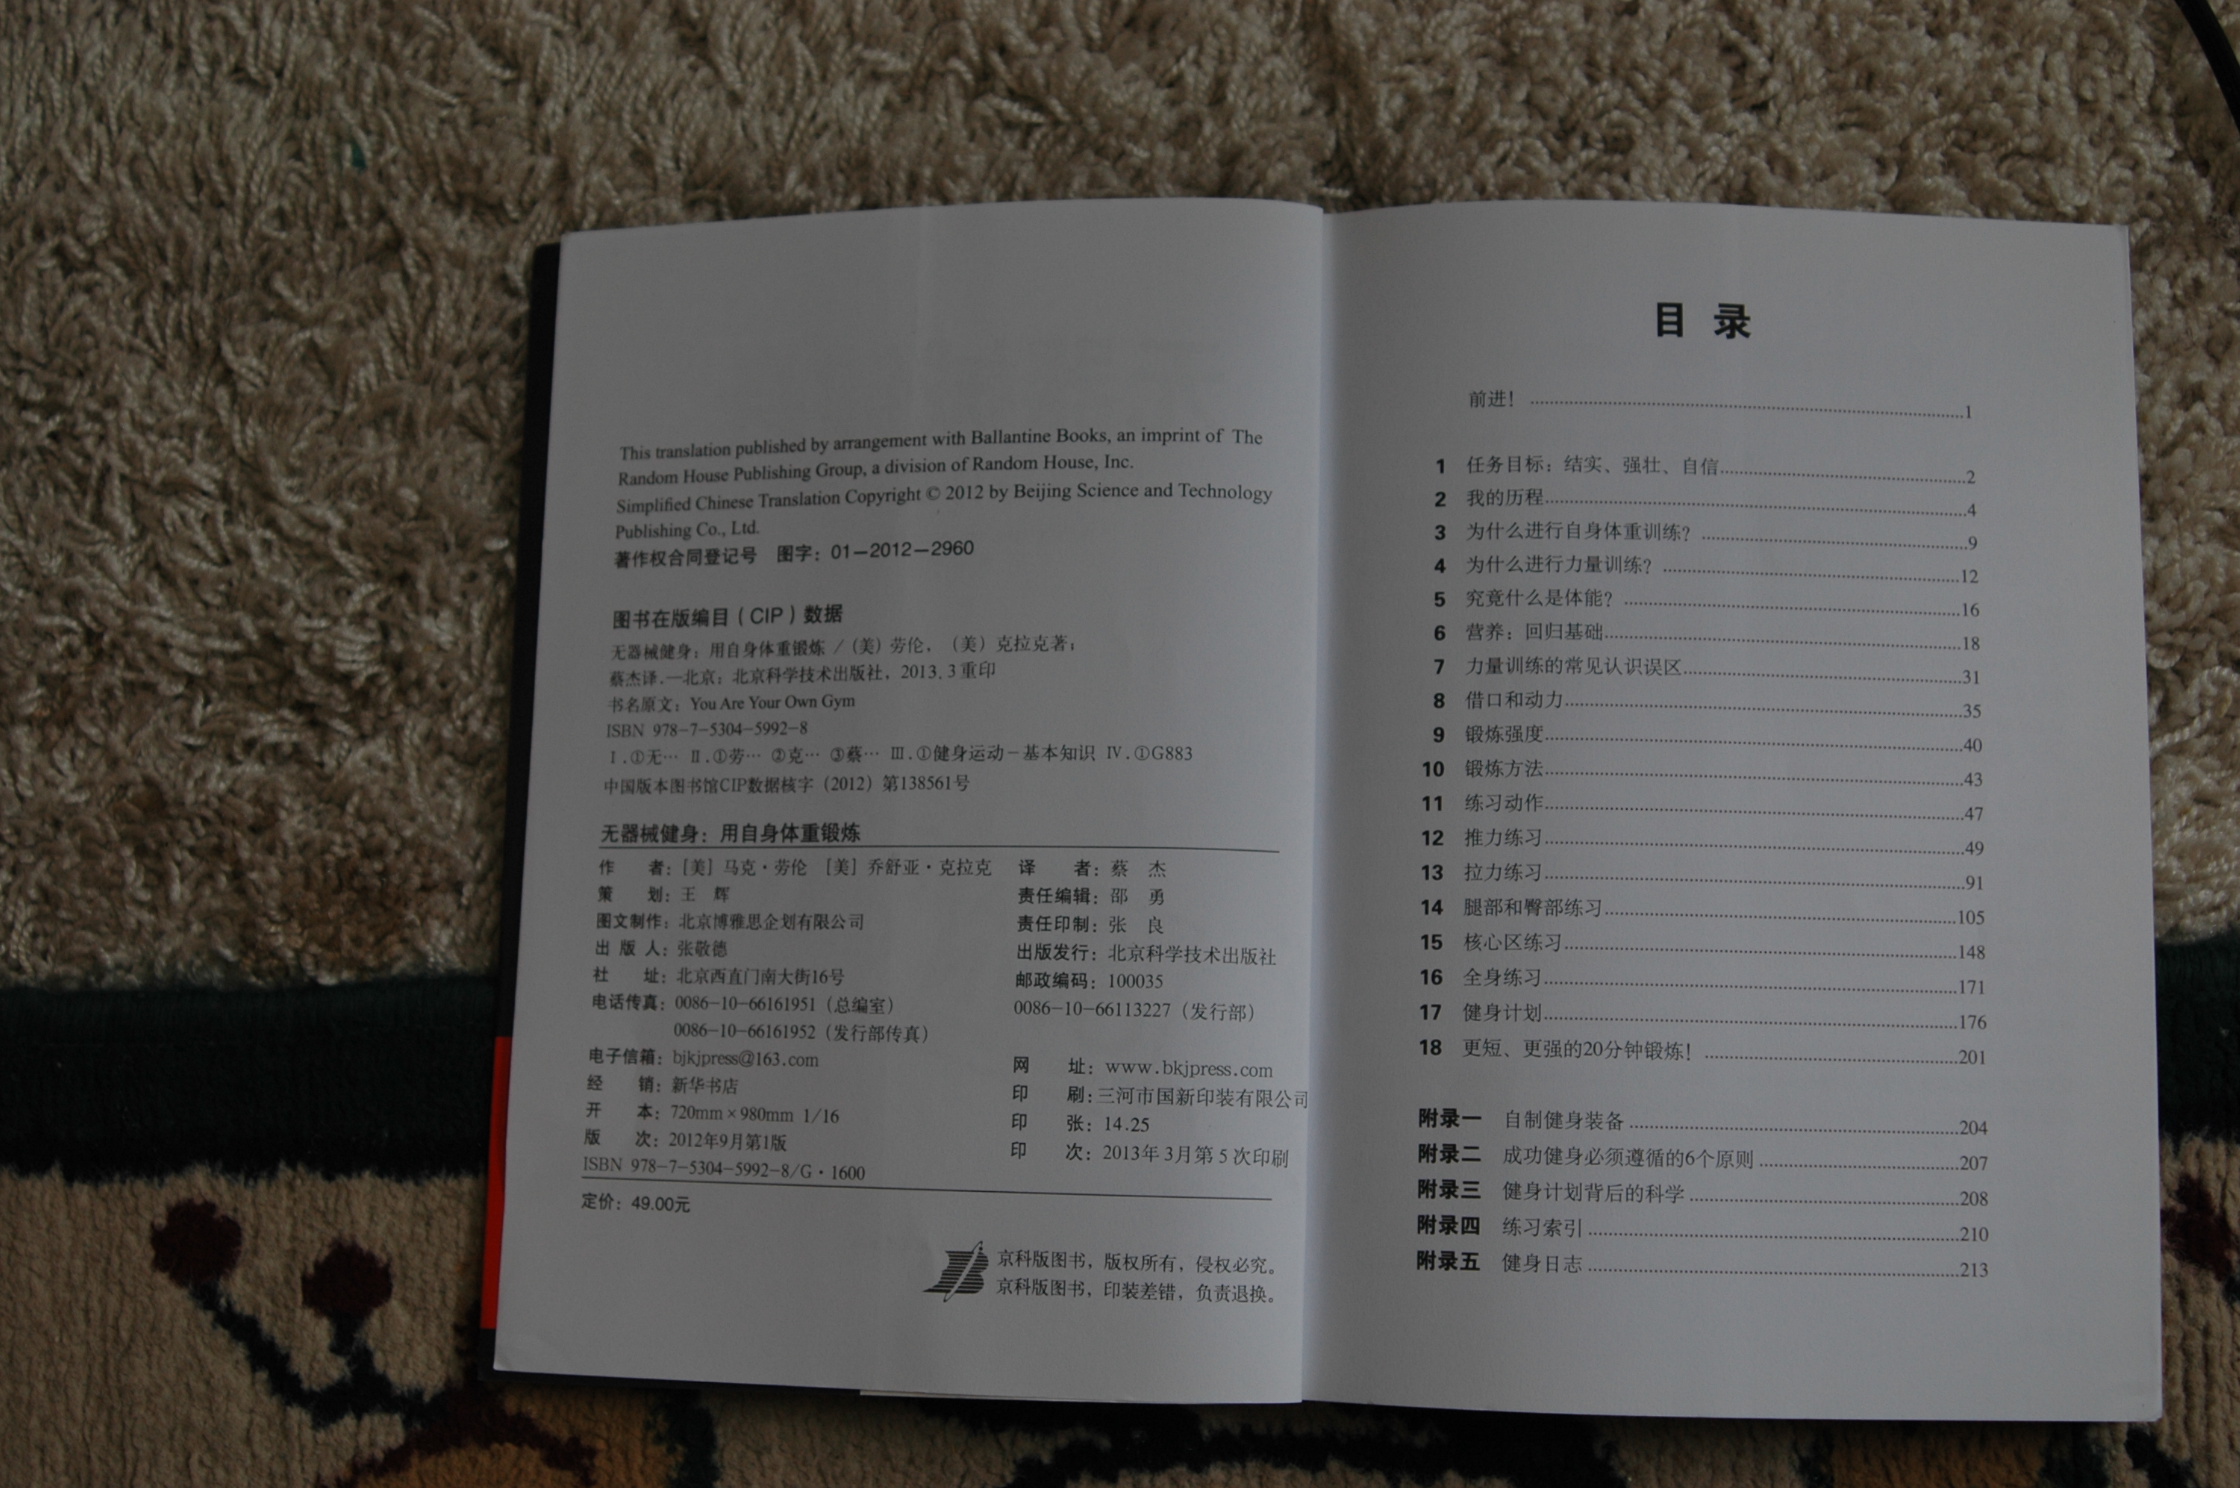 This translation published by arrangement with Ballantine Books, an imprint of The
Random House Publishing Group, a division of Random House, Inc.
Simplified Chinese Translation Copyright © 2012 by Beijing Science and Technology
Publishing Co., Ltd.
著作权合同登记号 图字：01—2012—2960
图书在版编目（CIP）数据
无器械健身：用自身体重锻炼／（美）劳伦，（美）克拉克著；
蔡杰译.—北京：北京科学技术出版社，2013.3重印
书名原文：You Are Your Own Gym
ISBN 978-7-5304-5992-8
Ⅰ.①无… Ⅱ.①劳… ②克… ③蔡… Ⅲ.①健身运动－基本知识 Ⅳ.①G883
中国版本图书馆CIP数据核字（2012）第138561号
无器械健身：用自身体重锻炼
作 者：［美］马克·劳伦 ［美］乔舒亚·克拉克 译 者：蔡 杰
策 划：王 辉 责任编辑：邵 勇
图文制作：北京博雅思企划有限公司 责任印制：张 良
出 版 人：张敬德 出版发行：北京科学技术出版社
社 址：北京西直门南大街16号 邮政编码：100035
电话传真：0086-10-66161951（总编室） 0086-10-66113227（发行部）
0086-10-66161952（发行部传真）
电子信箱：bjkjpress@163.com 网 址：www.bkjpress.com
经 销：新华书店 印 刷：三河市国新印装有限公司
开 本：720mm×980mm 1/16 印 张：14.25
版 次：2012年9月第1版 印 次：2013年3月第5次印刷
ISBN 978-7-5304-5992-8/G·1600
定价：49.00元
京科版图书，版权所有，侵权必究。
京科版图书，印装差错，负责退换。
目 录
前进！ 1
1 任务目标：结实、强壮、自信 2
2 我的历程 4
3 为什么进行自身体重训练？ 9
4 为什么进行力量训练？ 12
5 究竟什么是体能？ 16
6 营养：回归基础 18
7 力量训练的常见认识误区 31
8 借口和动力 35
9 锻炼强度 40
10 锻炼方法 43
11 练习动作 47
12 推力练习 49
13 拉力练习 91
14 腿部和臀部练习 105
15 核心区练习 148
16 全身练习 171
17 健身计划 176
18 更短、更强的20分钟锻炼！ 201
附录一 自制健身装备 204
附录二 成功健身必须遵循的6个原则 207
附录三 健身计划背后的科学 208
附录四 练习索引 210
附录五 健身日志 213